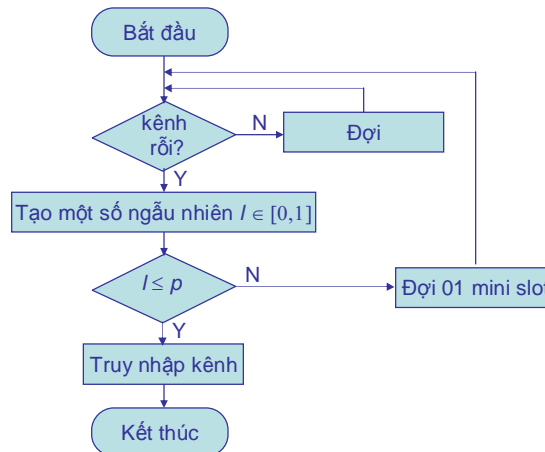 Bắt đầu
kênh
rỗi?
N
Đợi
Y
Tạo một số ngẫu nhiên I ∈ [0,1]
I ≤ p
N
Đợi 01 mini slot
Y
Truy nhập kênh
Kết thúc